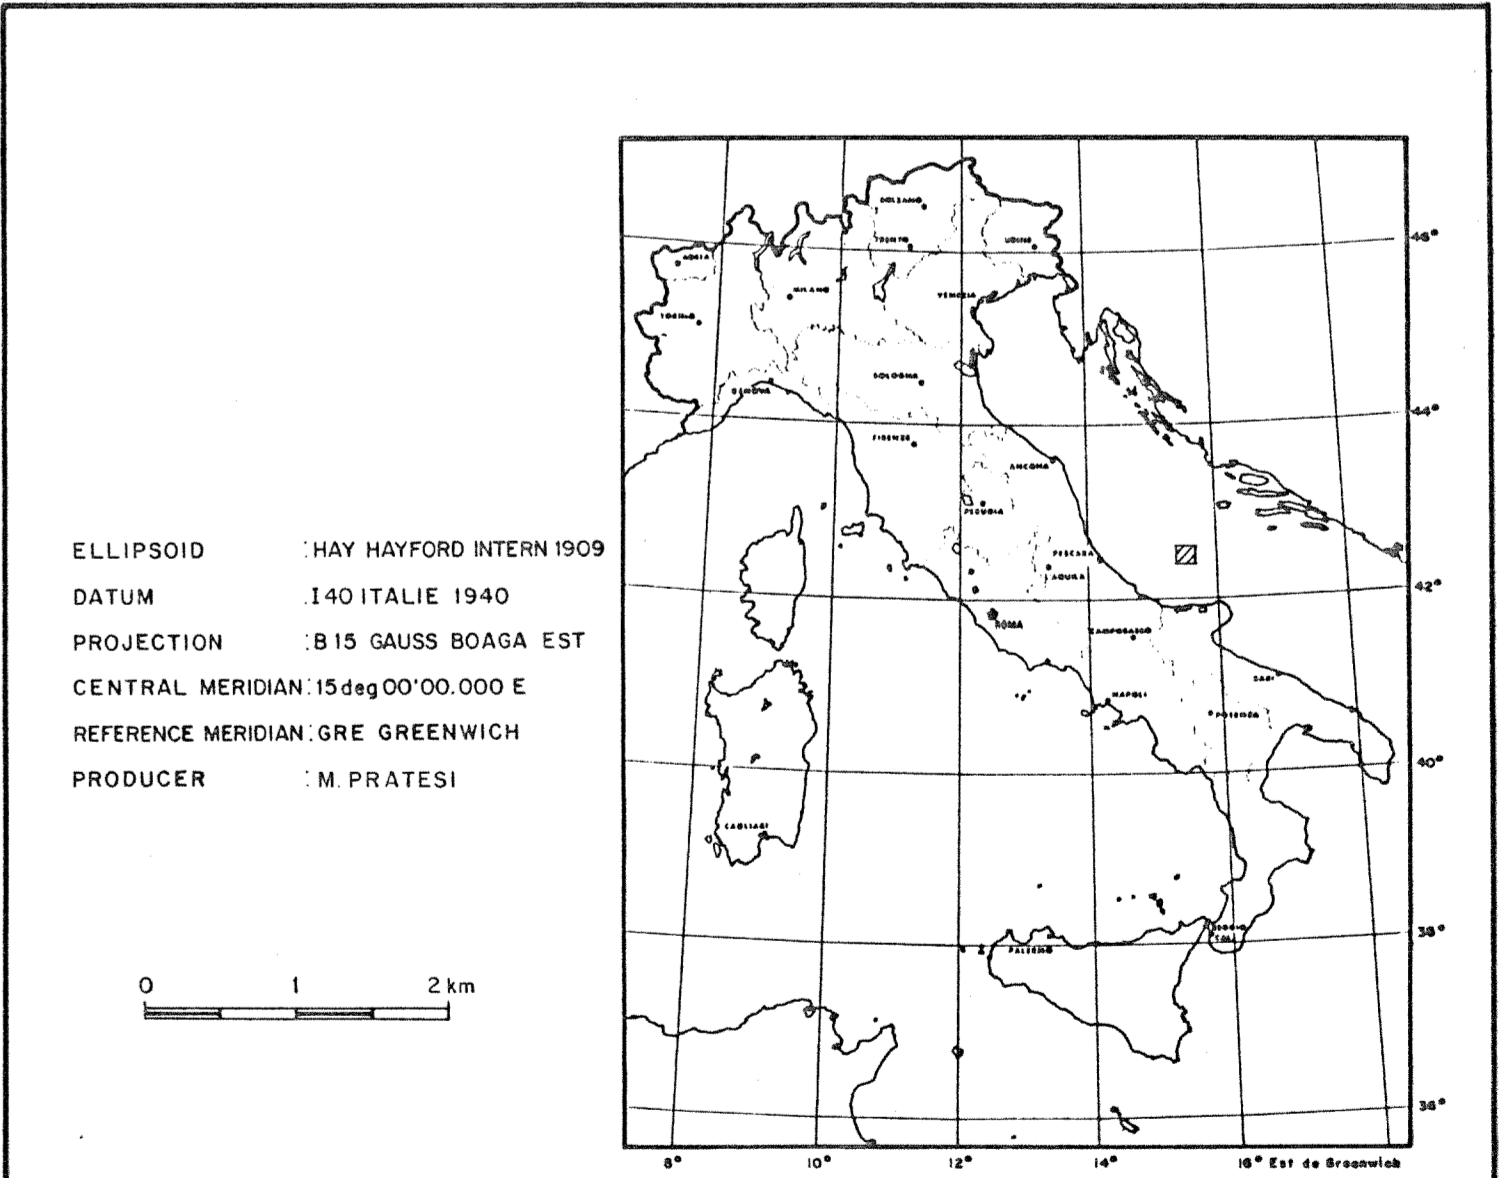 ELLIPSOID : HAY HAYFORD INTERN 1909
DATUM . I40 ITALIE 1940
PROJECTION : B15 GAUSS BOAGA EST
CENTRAL MERIDIAN : 15deg00'00.000 E
REFERENCE MERIDIAN : GRE GREENWICH
PRODUCER : M. PRATESI
0 1 2 km
BOLZANO
TRENTO
UDINE
46°
AOSTA
MILANO
VENEZIA
TORINO
BOLOGNA
GENOVA
44°
FIRENZE
ANCONA
PERUGIA
PESCARA
L'AQUILA
42°
ROMA
CAMPOBASSO
BARI
NAPOLI
POTENZA
40°
CAGLIARI
38°
REGGIO
CAL.
PALERMO
36°
8° 10° 12° 14° 16° Est de Greenwich